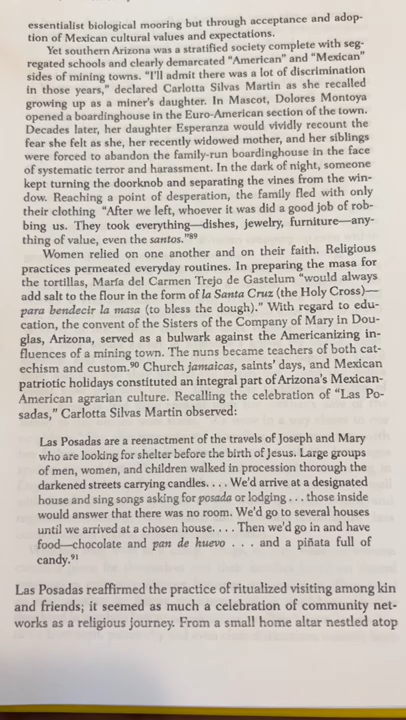 essentialist biological mooring but through acceptance and adop-
tion of Mexican cultural values and expectations.
Yet southern Arizona was a stratified society complete with seg-
regated schools and clearly demarcated "American" and "Mexican"
sides of mining towns. "I'll admit there was a lot of discrimination
in those years," declared Carlotta Silvas Martin as she recalled
growing up as a miner's daughter. In Mascot, Dolores Montoya
opened a boardinghouse in the Euro-American section of the town.
Decades later, her daughter Esperanza would vividly recount the
fear she felt as she, her recently widowed mother, and her siblings
were forced to abandon the family-run boardinghouse in the face
of systematic terror and harassment. In the dark of night, someone
kept turning the doorknob and separating the vines from the win-
dow. Reaching a point of desperation, the family fled with only
their clothing "After we left, whoever it was did a good job of rob-
bing us. They took everything—dishes, jewelry, furniture—any-
thing of value, even the santos."89
Women relied on one another and on their faith. Religious
practices permeated everyday routines. In preparing the masa for
the tortillas, María del Carmen Trejo de Gastelum "would always
add salt to the flour in the form of la Santa Cruz (the Holy Cross)—
para bendecir la masa (to bless the dough)." With regard to edu-
cation, the convent of the Sisters of the Company of Mary in Dou-
glas, Arizona, served as a bulwark against the Americanizing in-
fluences of a mining town. The nuns became teachers of both cat-
echism and custom.90 Church jamaicas, saints' days, and Mexican
patriotic holidays constituted an integral part of Arizona's Mexican-
American agrarian culture. Recalling the celebration of "Las Po-
sadas," Carlotta Silvas Martin observed:
Las Posadas are a reenactment of the travels of Joseph and Mary
who are looking for shelter before the birth of Jesus. Large groups
of men, women, and children walked in procession thorough the
darkened streets carrying candles. . . . We'd arrive at a designated
house and sing songs asking for posada or lodging . . . those inside
would answer that there was no room. We'd go to several houses
until we arrived at a chosen house. . . . Then we'd go in and have
food—chocolate and pan de huevo . . . and a piñata full of
candy.91
Las Posadas reaffirmed the practice of ritualized visiting among kin
and friends; it seemed as much a celebration of community net-
works as a religious journey. From a small home altar nestled atop